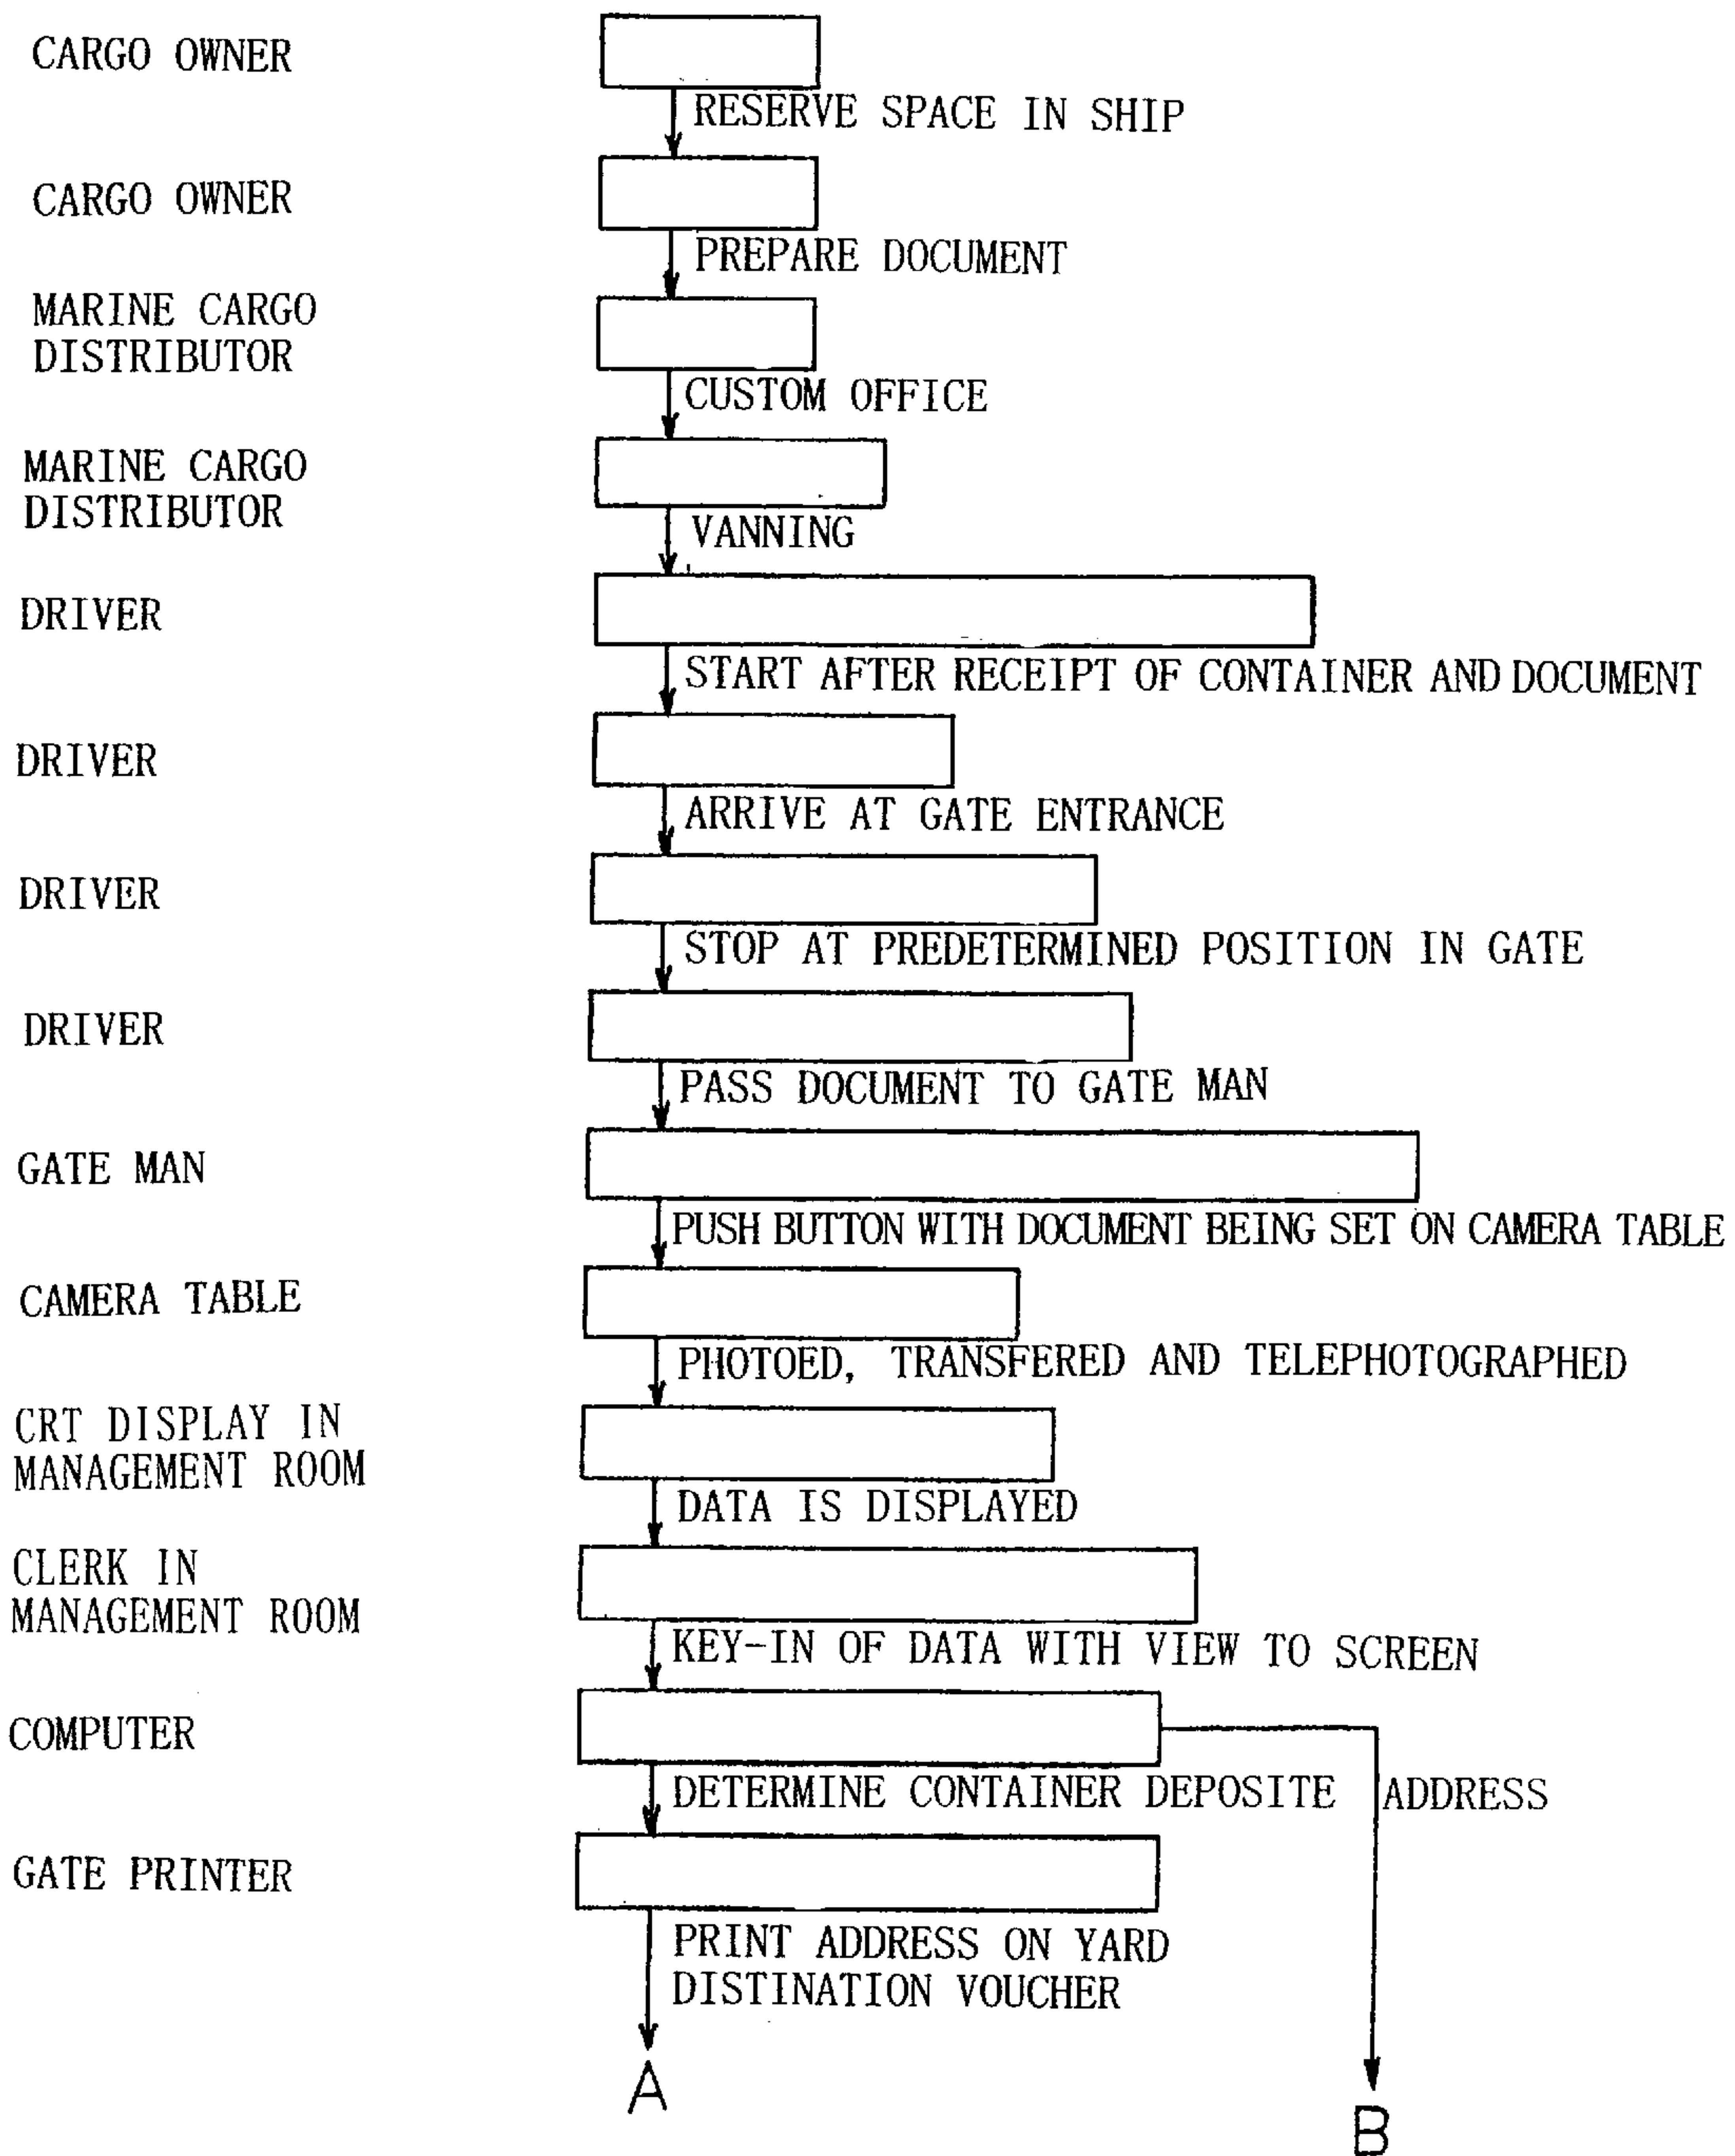 CARGO OWNER
RESERVE SPACE IN SHIP
CARGO OWNER
PREPARE DOCUMENT
MARINE CARGO
DISTRIBUTOR
CUSTOM OFFICE
MARINE CARGO
DISTRIBUTOR
VANNING
DRIVER
START AFTER RECEIPT OF CONTAINER AND DOCUMENT
DRIVER
ARRIVE AT GATE ENTRANCE
DRIVER
STOP AT PREDETERMINED POSITION IN GATE
DRIVER
PASS DOCUMENT TO GATE MAN
GATE MAN
PUSH BUTTON WITH DOCUMENT BEING SET ON CAMERA TABLE
CAMERA TABLE
PHOTOED, TRANSFERED AND TELEPHOTOGRAPHED
CRT DISPLAY IN
MANAGEMENT ROOM
DATA IS DISPLAYED
CLERK IN
MANAGEMENT ROOM
KEY-IN OF DATA WITH VIEW TO SCREEN
COMPUTER
DETERMINE CONTAINER DEPOSITE ADDRESS
GATE PRINTER
PRINT ADDRESS ON YARD
DISTINATION VOUCHER
A
B